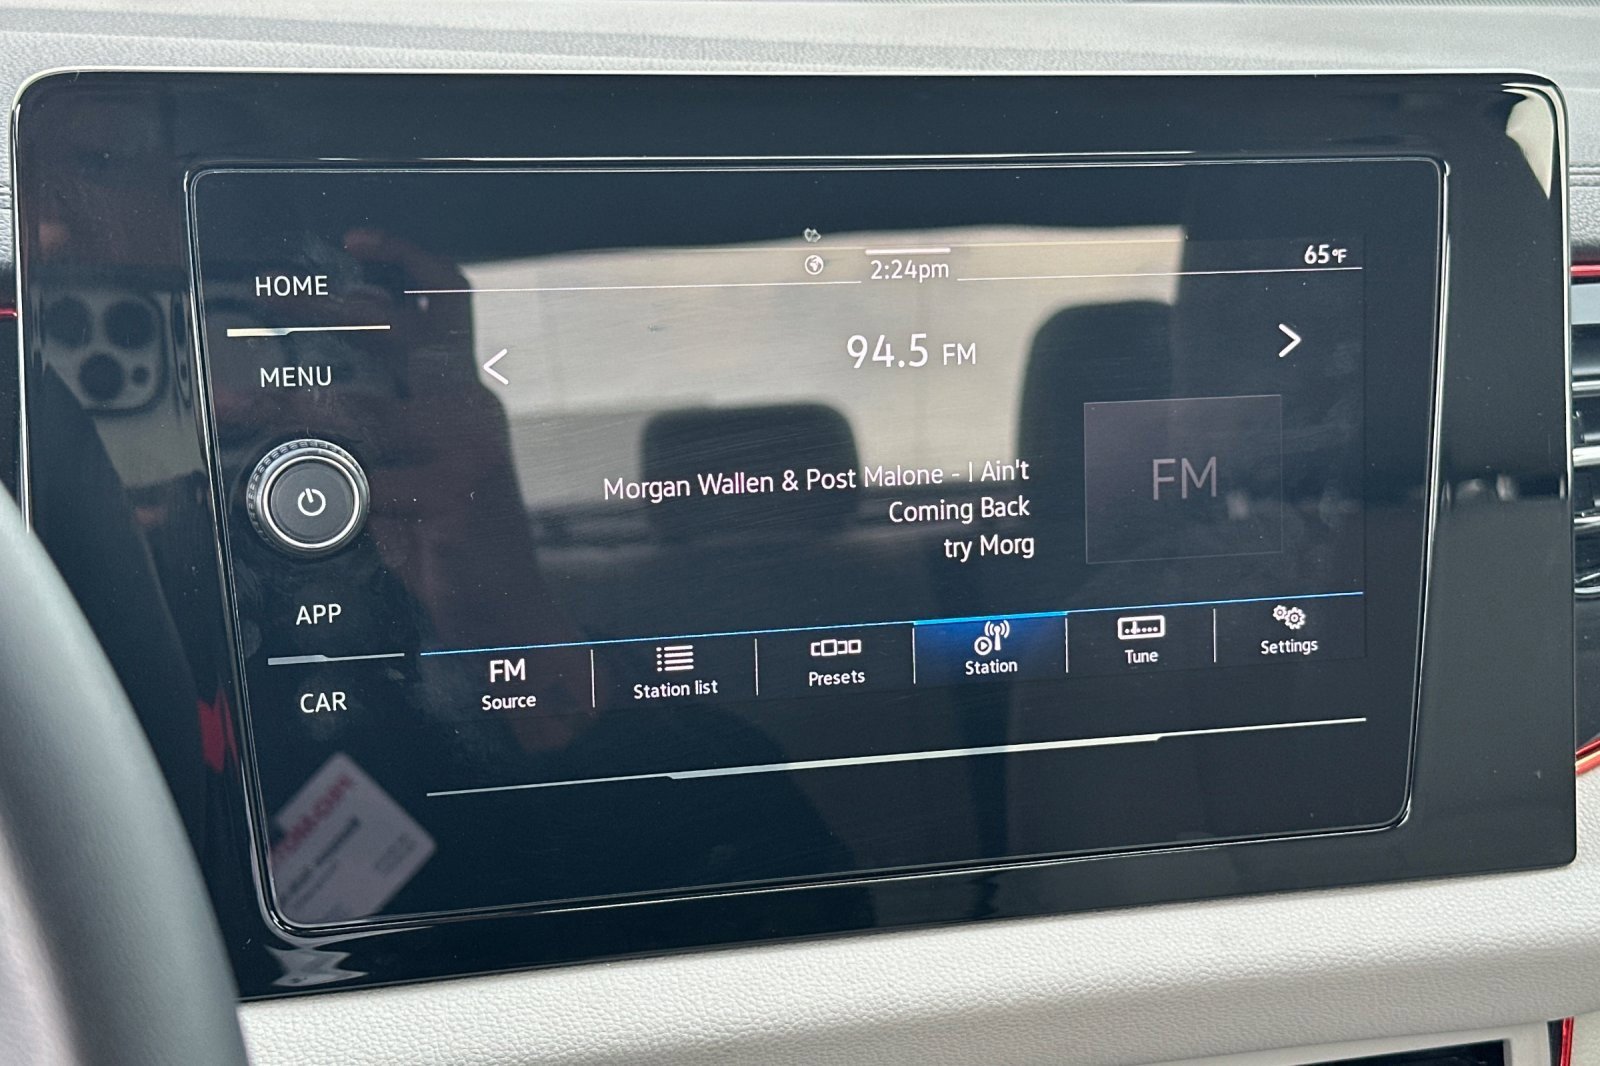 HOME
MENU
APP
CAR
2:24pm
65°F
94.5 FM
Morgan Wallen & Post Malone - I Ain't
Coming Back
try Morg
FM
FM
Source
Station list
Presets
Station
Tune
Settings